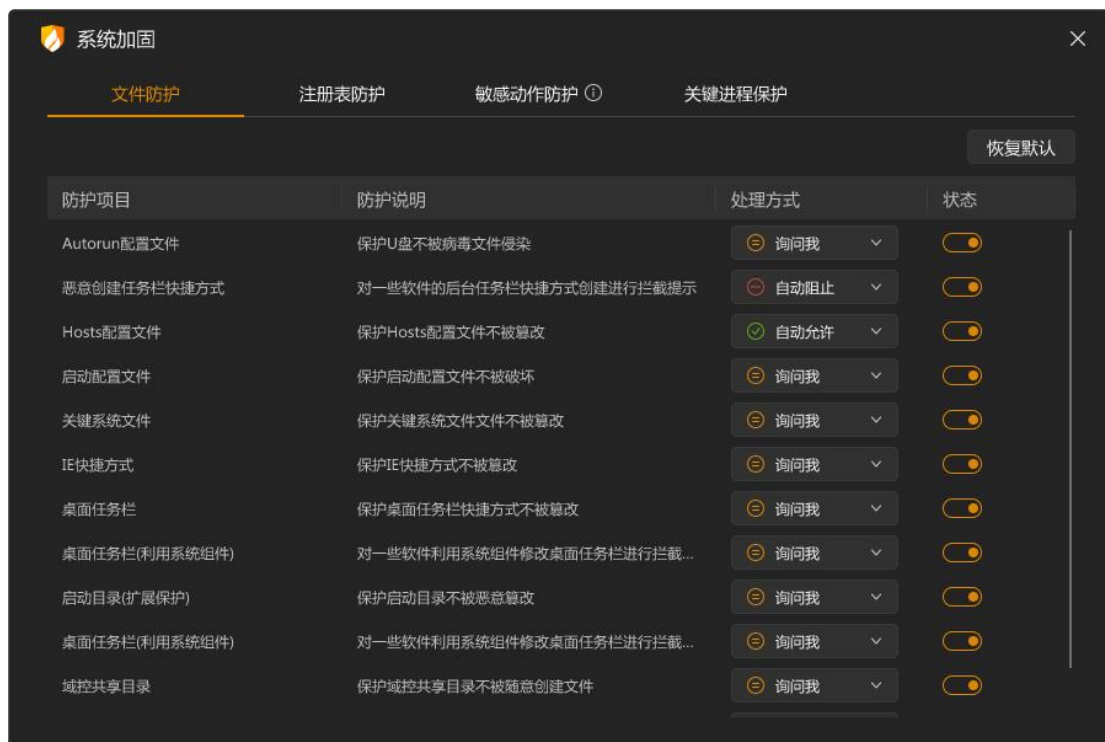 系统加固
文件防护 注册表防护 敏感动作防护 关键进程保护
恢复默认
防护项目 防护说明 处理方式 状态
Autorun配置文件 保护U盘不被病毒文件侵染 询问我
恶意创建任务栏快捷方式 对一些软件的后台任务栏快捷方式创建进行拦截提示 自动阻止
Hosts配置文件 保护Hosts配置文件不被篡改 自动允许
启动配置文件 保护启动配置文件不被破坏 询问我
关键系统文件 保护关键系统文件文件不被篡改 询问我
IE快捷方式 保护IE快捷方式不被篡改 询问我
桌面任务栏 保护桌面任务栏快捷方式不被篡改 询问我
桌面任务栏(利用系统组件) 对一些软件利用系统组件修改桌面任务栏进行拦截... 询问我
启动目录(扩展保护) 保护启动目录不被恶意篡改 询问我
桌面任务栏(利用系统组件) 对一些软件利用系统组件修改桌面任务栏进行拦截... 询问我
域控共享目录 保护域控共享目录不被随意创建文件 询问我